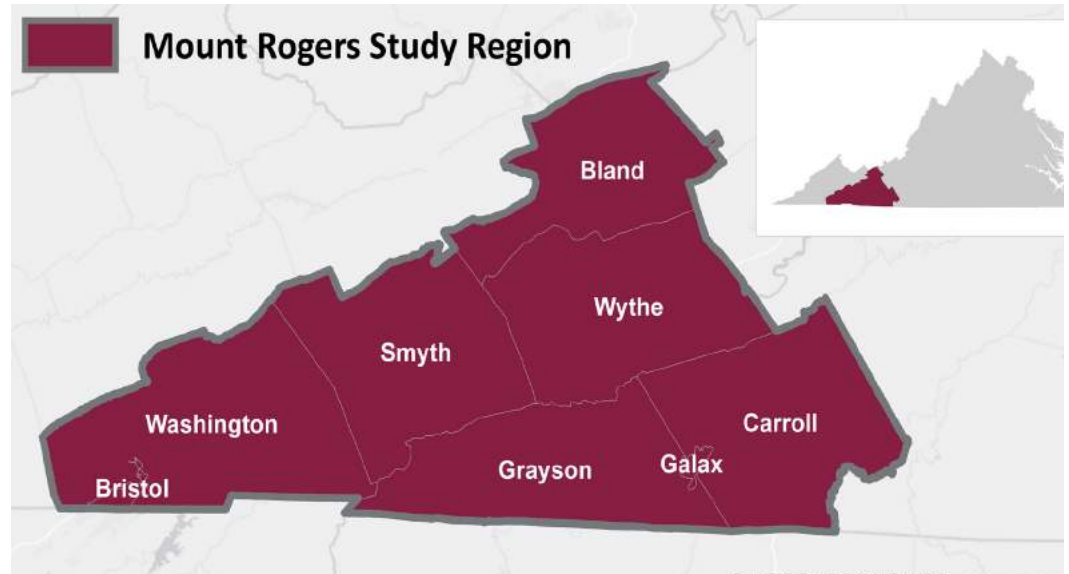 Mount Rogers Study Region
Bland
Wythe
Smyth
Carroll
Washington
Galax
Grayson
Bristol